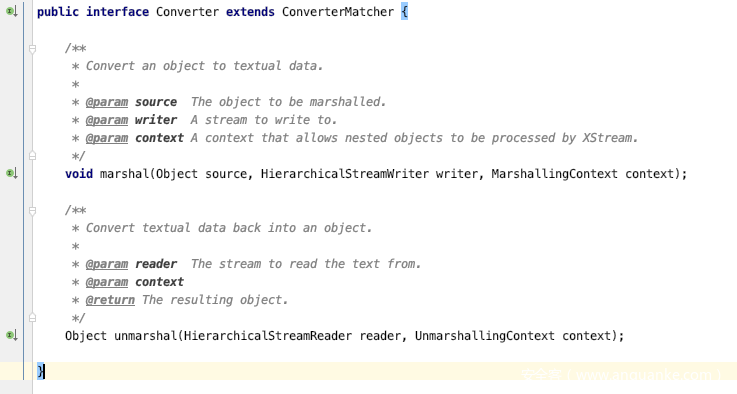 public interface Converter extends ConverterMatcher {
/**
* Convert an object to textual data.
*
* @param source  The object to be marshalled.
* @param writer  A stream to write to.
* @param context A context that allows nested objects to be processed by XStream.
*/
void marshal(Object source, HierarchicalStreamWriter writer, MarshallingContext context);
/**
* Convert textual data back into an object.
*
* @param reader  The stream to read the text from.
* @param context
* @return The resulting object.
*/
Object unmarshal(HierarchicalStreamReader reader, UnmarshallingContext context);
}